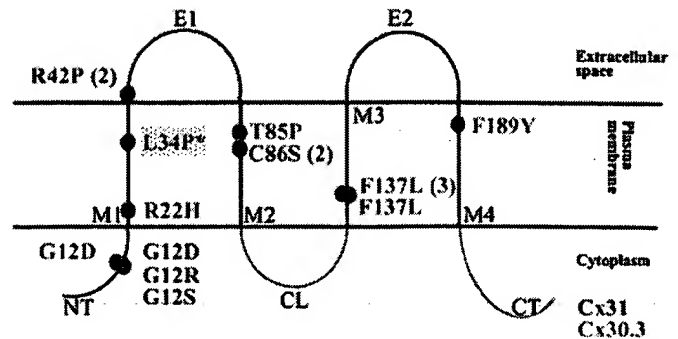 E1
E2
Extracellular
space
R42P (2)
M3
T85P
L34P*
C86S (2)
F189Y
Plasma
membrane
F137L (3)
F137L
M1
R22H
M2
M4
G12D
G12D
G12R
G12S
Cytoplasm
NT
CL
CT
Cx31
Cx30.3